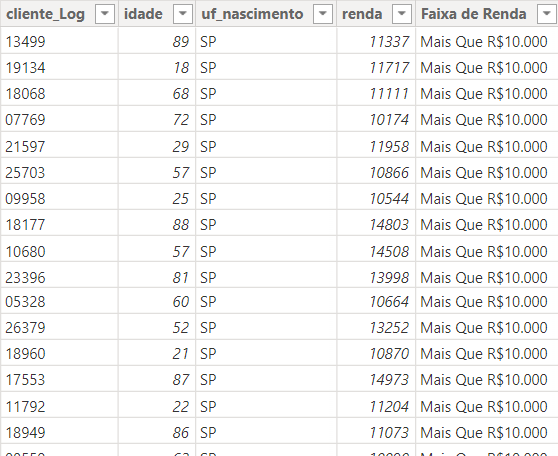 cliente_Log idade uf_nascimento renda Faixa de Renda
13499 89 SP 11337 Mais Que R$10.000
19134 18 SP 11717 Mais Que R$10.000
18068 68 SP 11111 Mais Que R$10.000
07769 72 SP 10174 Mais Que R$10.000
21597 29 SP 11958 Mais Que R$10.000
25703 57 SP 10866 Mais Que R$10.000
09958 25 SP 10544 Mais Que R$10.000
18177 88 SP 14803 Mais Que R$10.000
10680 57 SP 14508 Mais Que R$10.000
23396 81 SP 13998 Mais Que R$10.000
05328 60 SP 10664 Mais Que R$10.000
26379 52 SP 13252 Mais Que R$10.000
18960 21 SP 10870 Mais Que R$10.000
17553 87 SP 14973 Mais Que R$10.000
11792 22 SP 11204 Mais Que R$10.000
18949 86 SP 11073 Mais Que R$10.000